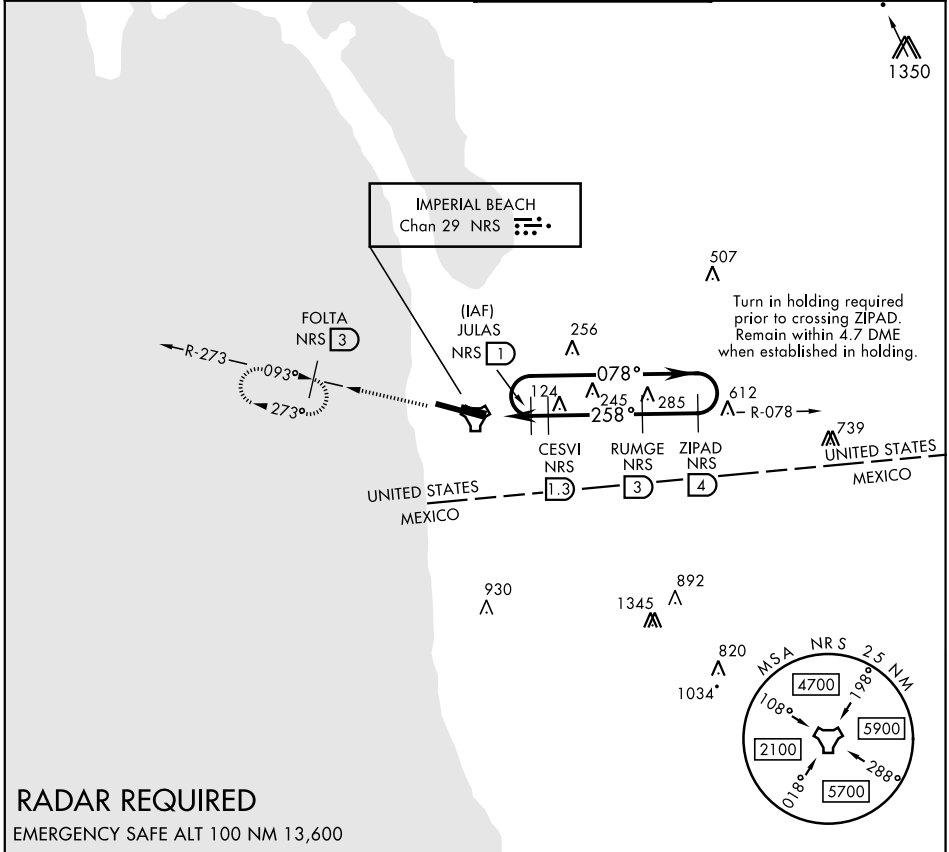 1350
IMPERIAL BEACH
Chan 29 NRS
507
Turn in holding required
prior to crossing ZIPAD.
Remain within 4.7 DME
when established in holding.
FOLTA
NRS 3
(IAF)
JULAS
NRS 1
256
R-273
093°
273°
078°
124
245
285
258°
612
R-078
739
CESVI
NRS
1.3
RUMGE
NRS
3
ZIPAD
NRS
4
UNITED STATES
MEXICO
UNITED STATES
MEXICO
930
892
1345
820
1034
MSA NRS 25 NM
4700
198°
108°
5900
2100
288°
018°
5700
RADAR REQUIRED
EMERGENCY SAFE ALT 100 NM 13,600